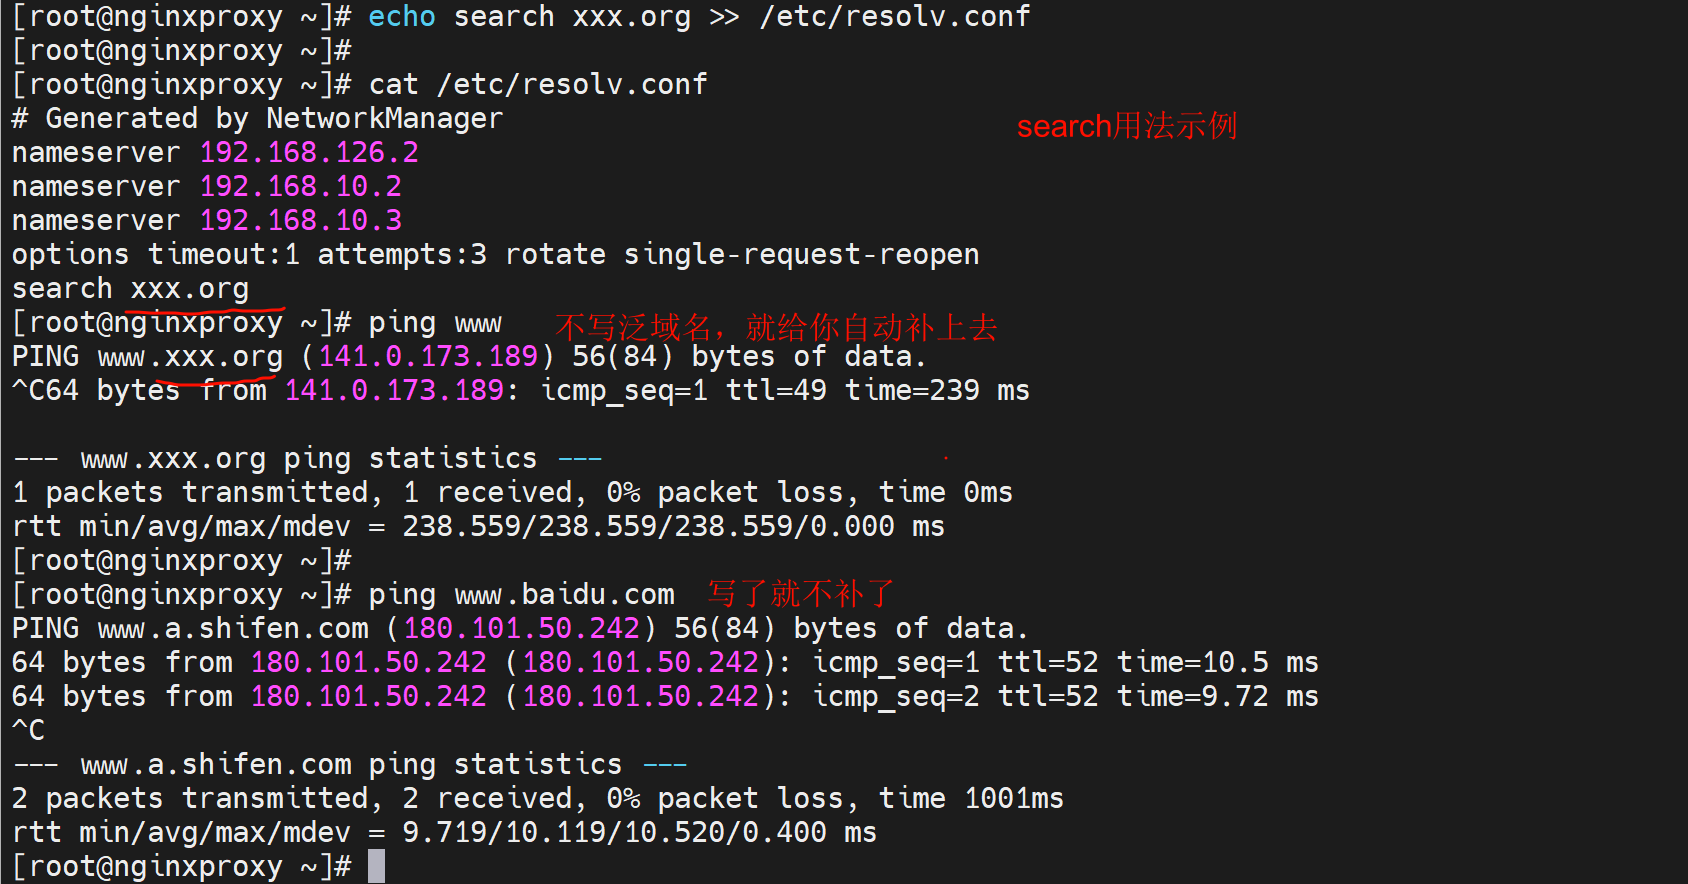 [root@nginxproxy ~]# echo search xxx.org >> /etc/resolv.conf
[root@nginxproxy ~]#
[root@nginxproxy ~]# cat /etc/resolv.conf
# Generated by NetworkManager
search用法示例
nameserver 192.168.126.2
nameserver 192.168.10.2
nameserver 192.168.10.3
options timeout:1 attempts:3 rotate single-request-reopen
search xxx.org
[root@nginxproxy ~]# ping www 不写泛域名，就给你自动补上去
PING www.xxx.org (141.0.173.189) 56(84) bytes of data.
^C64 bytes from 141.0.173.189: icmp_seq=1 ttl=49 time=239 ms
--- www.xxx.org ping statistics ---
1 packets transmitted, 1 received, 0% packet loss, time 0ms
rtt min/avg/max/mdev = 238.559/238.559/238.559/0.000 ms
[root@nginxproxy ~]#
[root@nginxproxy ~]# ping www.baidu.com 写了就不补了
PING www.a.shifen.com (180.101.50.242) 56(84) bytes of data.
64 bytes from 180.101.50.242 (180.101.50.242): icmp_seq=1 ttl=52 time=10.5 ms
64 bytes from 180.101.50.242 (180.101.50.242): icmp_seq=2 ttl=52 time=9.72 ms
^C
--- www.a.shifen.com ping statistics ---
2 packets transmitted, 2 received, 0% packet loss, time 1001ms
rtt min/avg/max/mdev = 9.719/10.119/10.520/0.400 ms
[root@nginxproxy ~]#